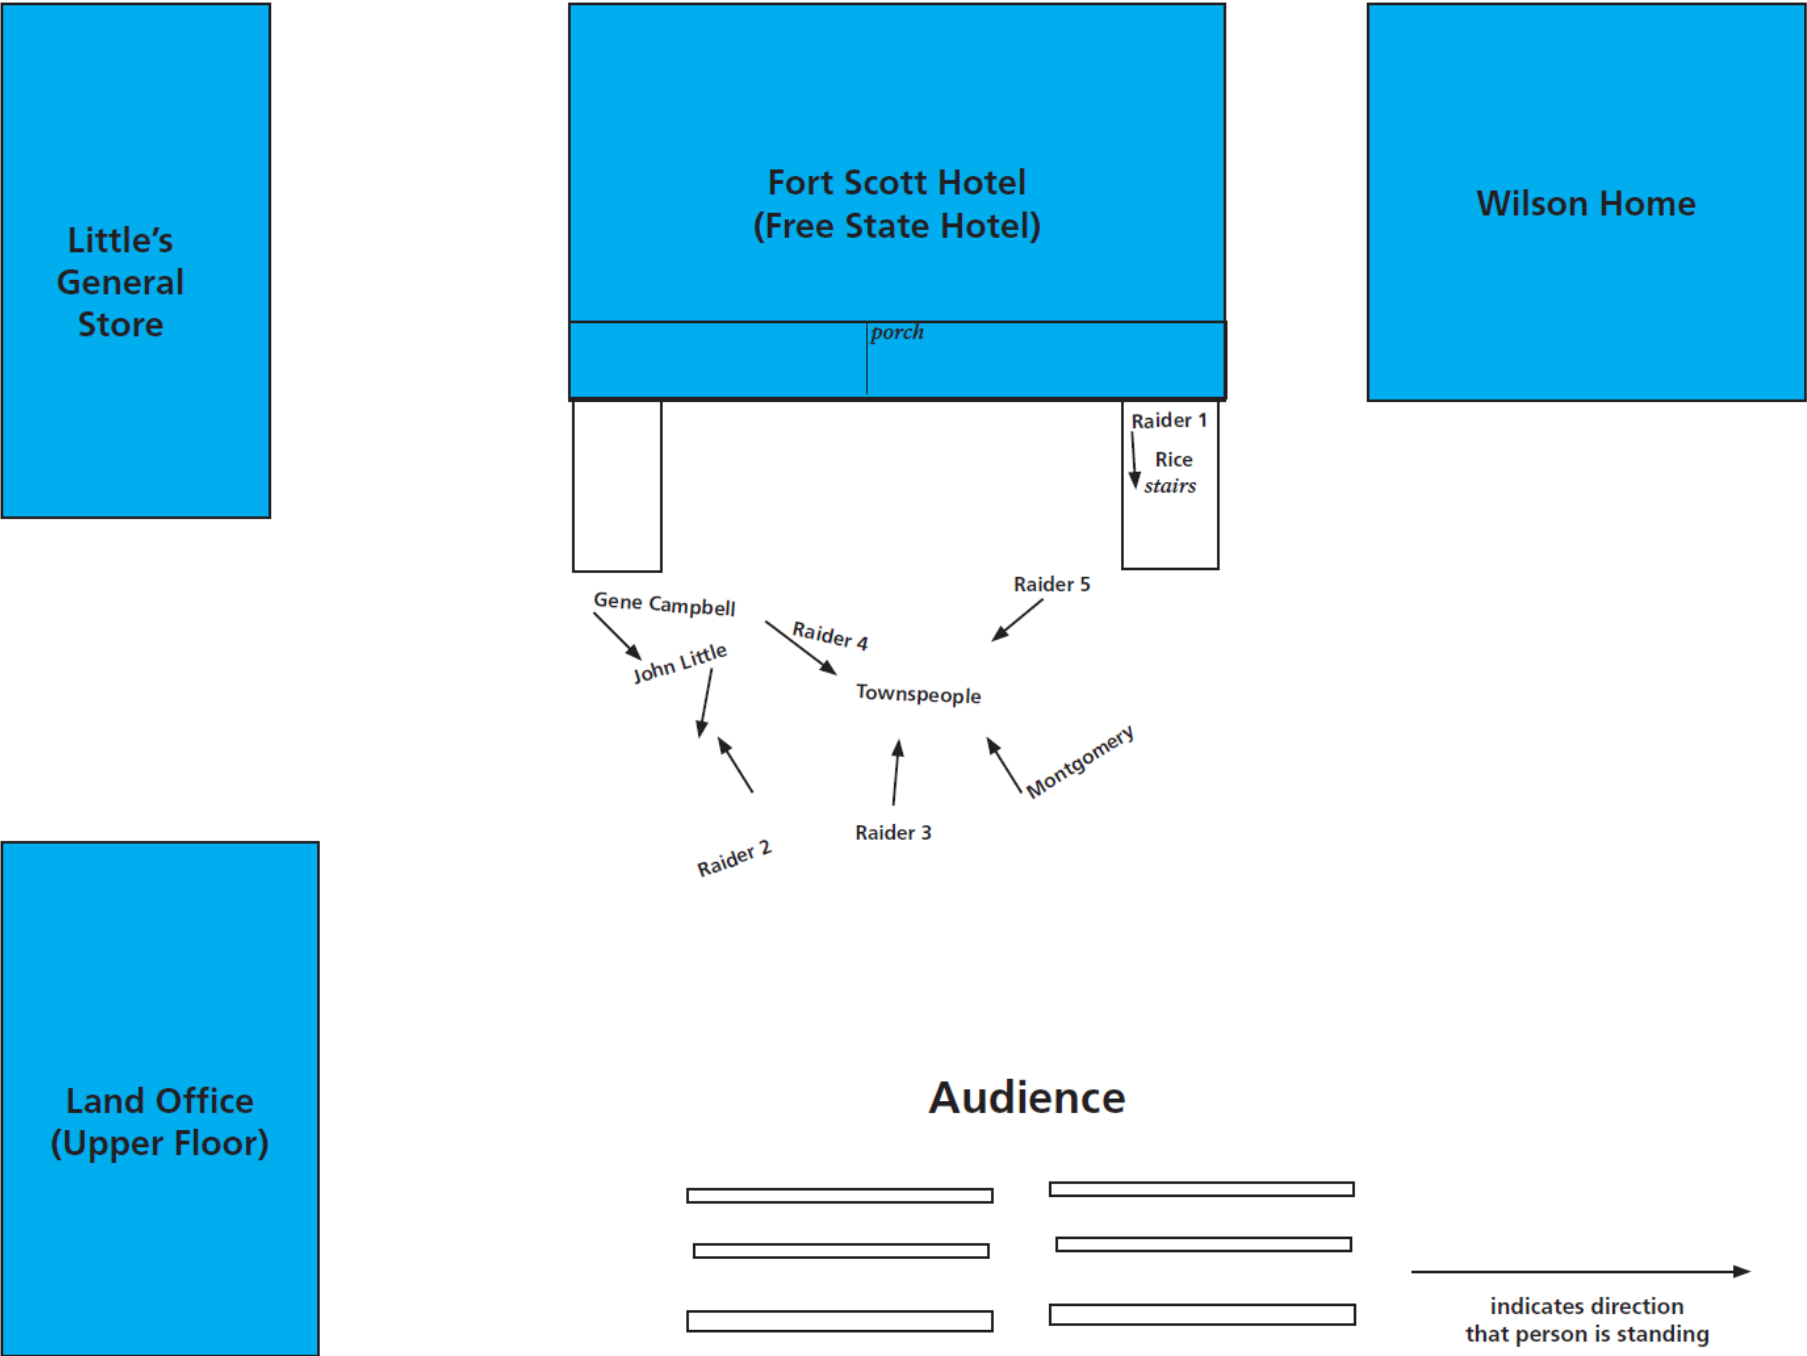 Little’s
General
Store
Fort Scott Hotel
(Free State Hotel)
Wilson Home
porch
Raider 1
Rice
stairs
Raider 5
Gene Campbell
Raider 4
John Little
Townspeople
Montgomery
Raider 3
Raider 2
Land Office
(Upper Floor)
Audience
indicates direction
that person is standing